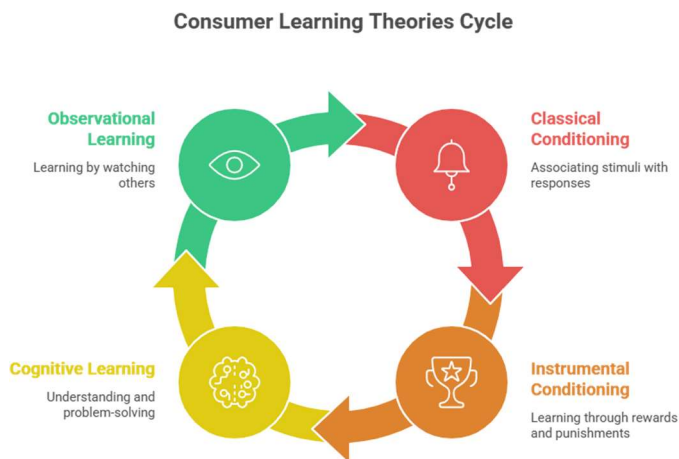 Consumer Learning Theories Cycle
Observational
Learning
Learning by watching
others
Classical
Conditioning
Associating stimuli with
responses
Cognitive Learning
Understanding and
problem-solving
Instrumental
Conditioning
Learning through rewards
and punishments